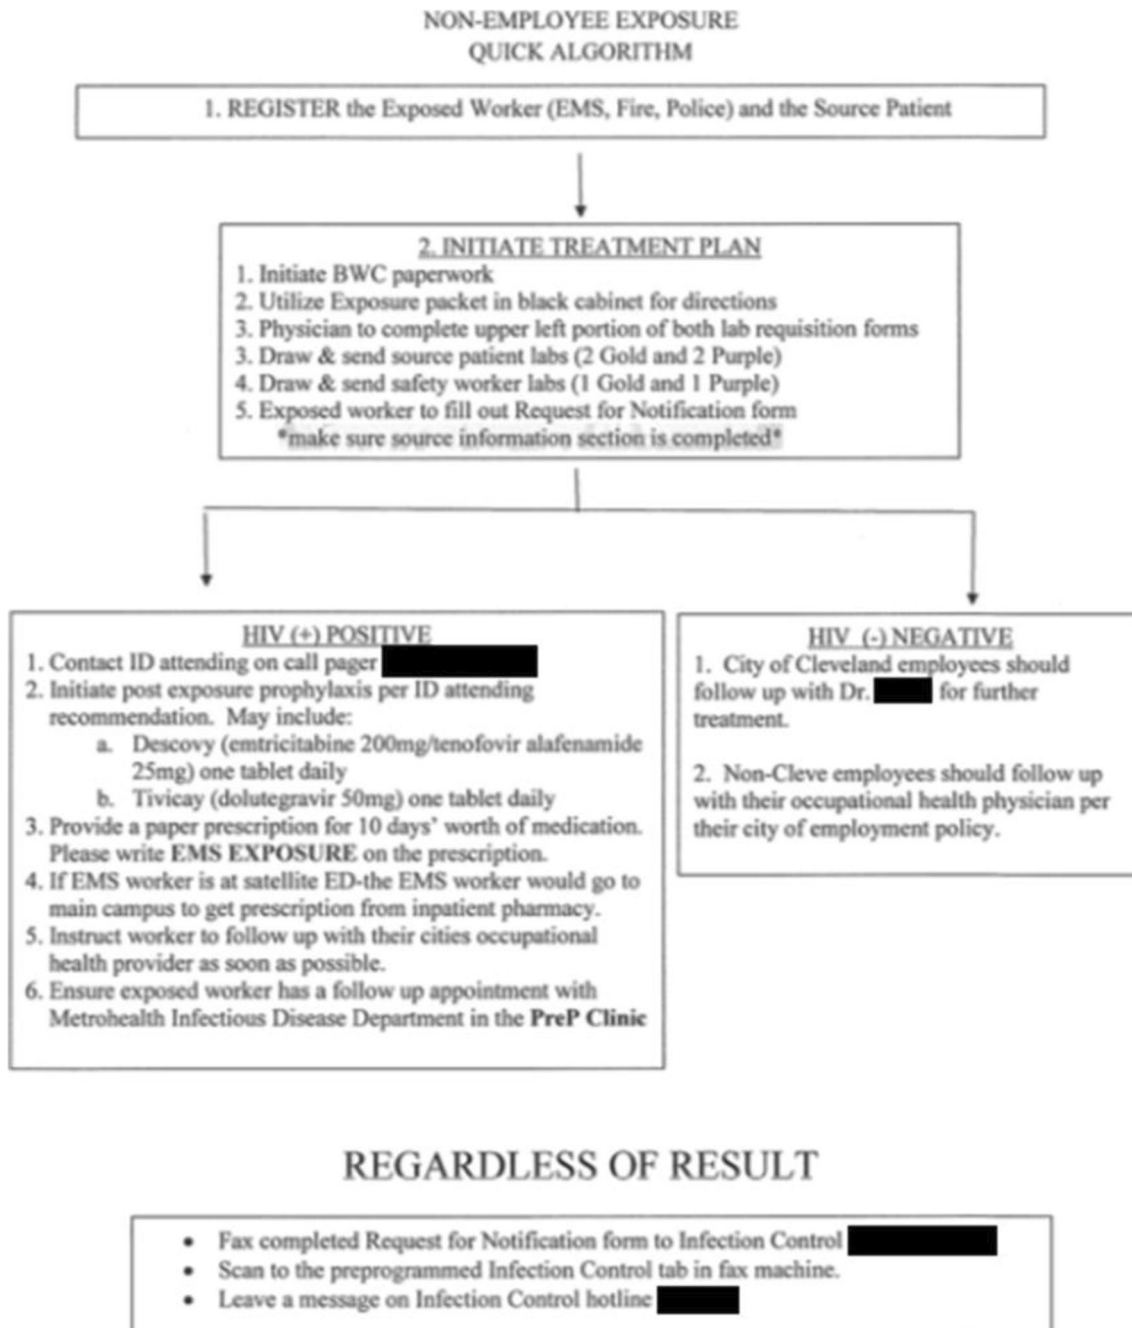 NON-EMPLOYEE EXPOSURE
QUICK ALGORITHM
1. REGISTER the Exposed Worker (EMS, Fire, Police) and the Source Patient
2. INITIATE TREATMENT PLAN
1. Initiate BWC paperwork
2. Utilize Exposure packet in black cabinet for directions
3. Physician to complete upper left portion of both lab requisition forms
3. Draw & send source patient labs (2 Gold and 2 Purple)
4. Draw & send safety worker labs (1 Gold and 1 Purple)
5. Exposed worker to fill out Request for Notification form
*make sure source information section is completed*
HIV (+) POSITIVE
1. Contact ID attending on call pager
2. Initiate post exposure prophylaxis per ID attending
recommendation. May include:
a. Descovy (emtricitabine 200mg/tenofovir alafenamide
25mg) one tablet daily
b. Tivicay (dolutegravir 50mg) one tablet daily
3. Provide a paper prescription for 10 days' worth of medication.
Please write EMS EXPOSURE on the prescription.
4. If EMS worker is at satellite ED-the EMS worker would go to
main campus to get prescription from inpatient pharmacy.
5. Instruct worker to follow up with their cities occupational
health provider as soon as possible.
6. Ensure exposed worker has a follow up appointment with
Metrohealth Infectious Disease Department in the PreP Clinic
HIV (-) NEGATIVE
1. City of Cleveland employees should
follow up with Dr. for further
treatment.
2. Non-Cleve employees should follow up
with their occupational health physician per
their city of employment policy.
REGARDLESS OF RESULT
• Fax completed Request for Notification form to Infection Control
• Scan to the preprogrammed Infection Control tab in fax machine.
• Leave a message on Infection Control hotline